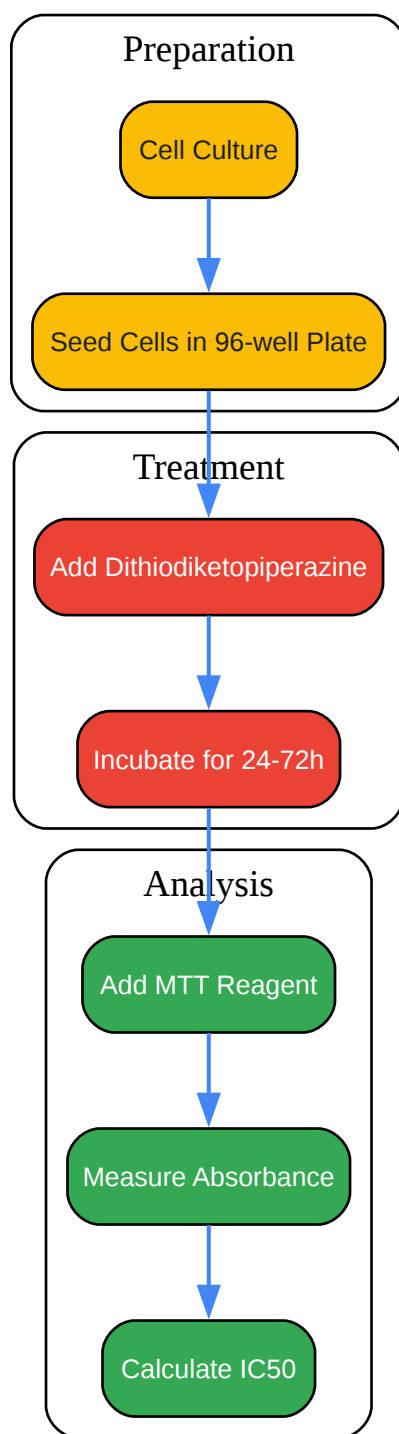 Preparation
Cell Culture
Seed Cells in 96-well Plate
Treatment
Add Dithiodiketopiperazine
Incubate for 24-72h
Analysis
Add MTT Reagent
Measure Absorbance
Calculate IC50